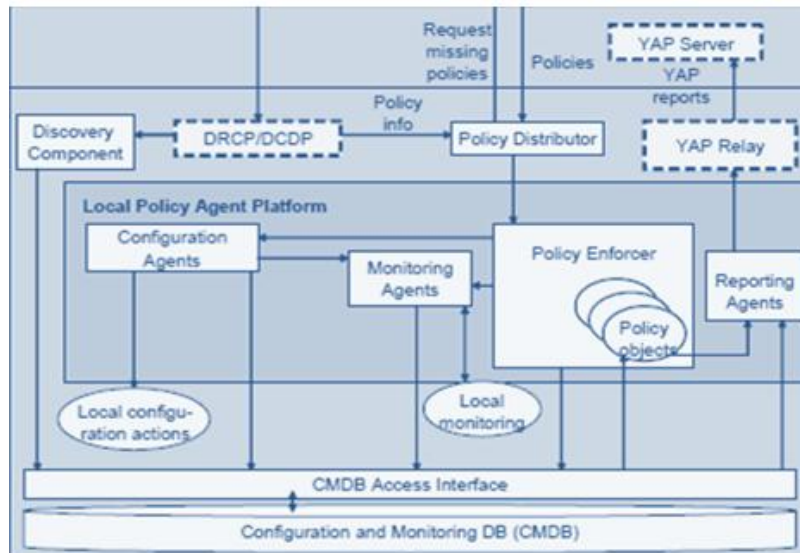 Request
missing
policies
Policies
YAP Server
YAP
reports
Discovery
Component
DRCP/DCDP
Policy
info
Policy Distributor
YAP Relay
Local Policy Agent Platform
Configuration
Agents
Monitoring
Agents
Policy Enforcer
Policy
objects
Reporting
Agents
Local configu-
ration actions
Local
monitoring
CMDB Access Interface
Configuration and Monitoring DB (CMDB)